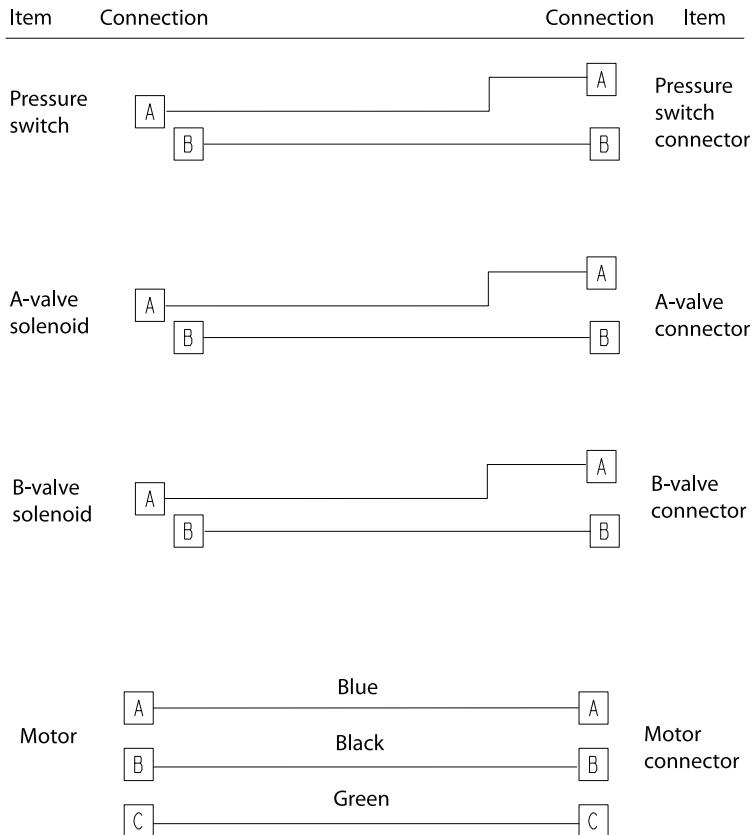 Item Connection Connection Item
Pressure
switch
A
B
A
B
Pressure
switch
connector
A-valve
solenoid
A
B
A
B
A-valve
connector
B-valve
solenoid
A
B
A
B
B-valve
connector
Motor
A
B
C
Blue
Black
Green
A
B
C
Motor
connector